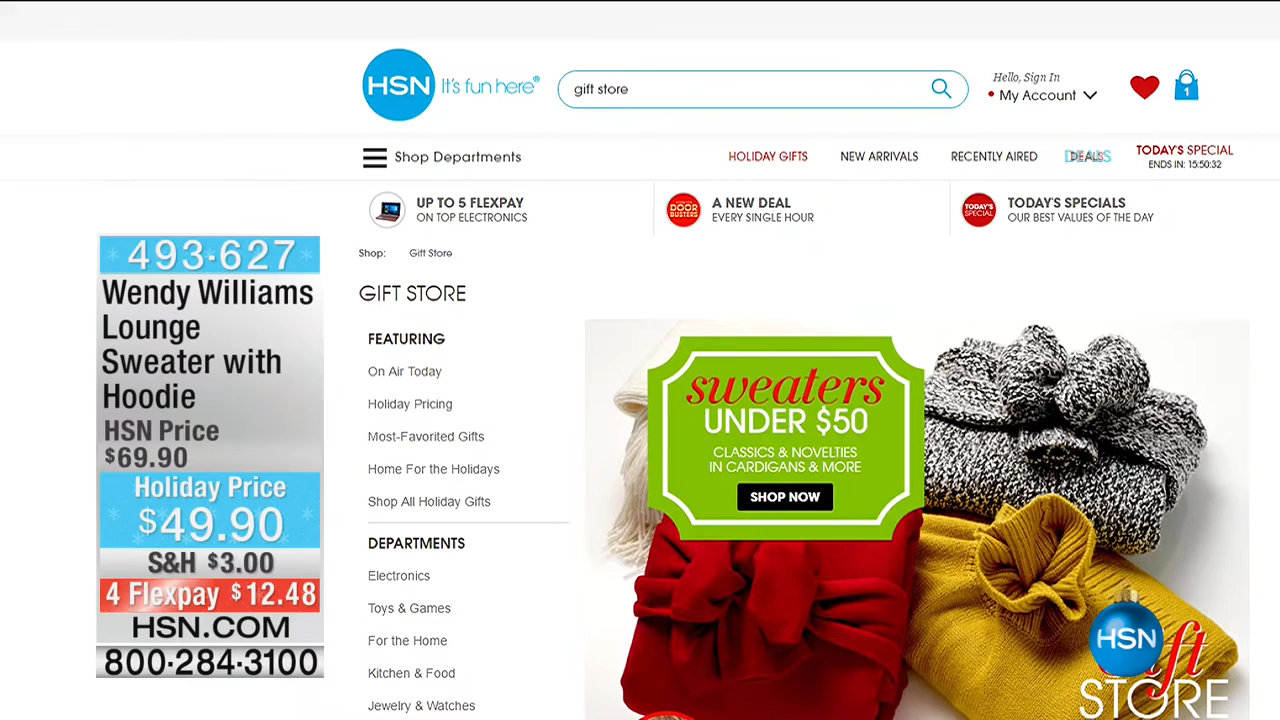 HSN It's fun here®
gift store
Hello, Sign In
My Account
1
Shop Departments
HOLIDAY GIFTS
NEW ARRIVALS
RECENTLY AIRED
DEALS
TODAY'S SPECIAL
ENDS IN: 15:50:32
UP TO 5 FLEXPAY
ON TOP ELECTRONICS
DOOR
BUSTERS
A NEW DEAL
EVERY SINGLE HOUR
TODAY'S
SPECIAL
TODAY'S SPECIALS
OUR BEST VALUES OF THE DAY
Shop: Gift Store
GIFT STORE
493-627
Wendy Williams
Lounge
Sweater with
Hoodie
HSN Price
$69.90
Holiday Price
$49.90
S&H $3.00
4 Flexpay $12.48
HSN.COM
800-284-3100
FEATURING
On Air Today
Holiday Pricing
Most-Favorited Gifts
Home For the Holidays
Shop All Holiday Gifts
DEPARTMENTS
Electronics
Toys & Games
For the Home
Kitchen & Food
Jewelry & Watches
sweaters
UNDER $50
CLASSICS & NOVELTIES
IN CARDIGANS & MORE
SHOP NOW
HSN
STORE